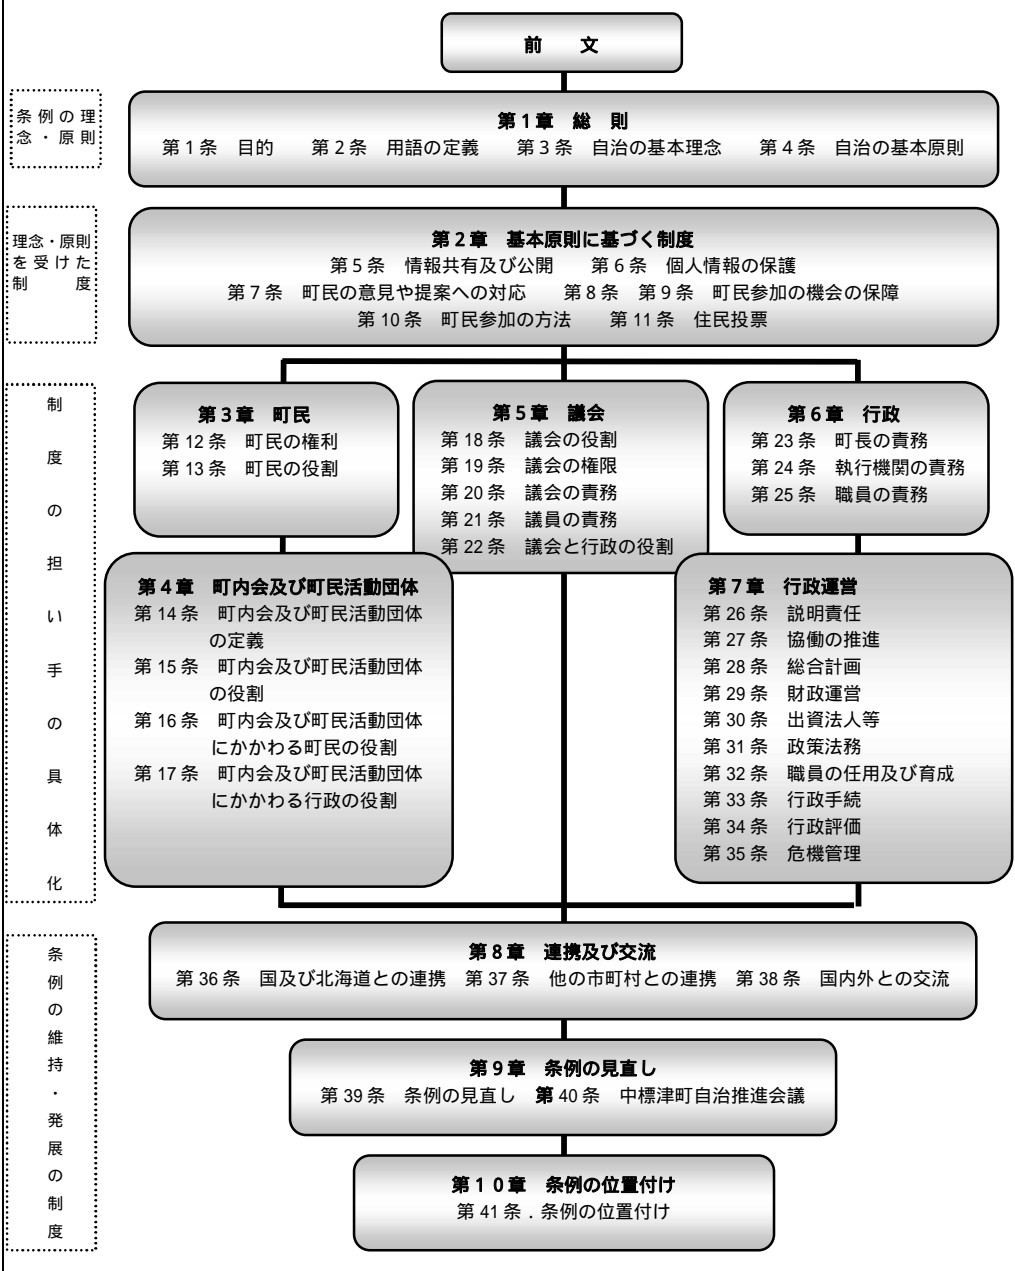 前　文
条例の理
念・原則
第1章　総　則
第1条　目的　第2条　用語の定義　第3条　自治の基本理念　第4条　自治の基本原則
理念・原則
を受けた
制度
第2章　基本原則に基づく制度
第5条　情報共有及び公開　第6条　個人情報の保護
第7条　町民の意見や提案への対応　第8条　第9条　町民参加の機会の保障
第10条　町民参加の方法　第11条　住民投票
制度の担い手の具体化
第3章　町民
第12条　町民の権利
第13条　町民の役割
第4章　町内会及び町民活動団体
第14条　町内会及び町民活動団体
の定義
第15条　町内会及び町民活動団体
の役割
第16条　町内会及び町民活動団体
にかかわる町民の役割
第17条　町内会及び町民活動団体
にかかわる行政の役割
第5章　議会
第18条　議会の役割
第19条　議会の権限
第20条　議会の責務
第21条　議員の責務
第22条　議会と行政の役割
第6章　行政
第23条　町長の責務
第24条　執行機関の責務
第25条　職員の責務
第7章　行政運営
第26条　説明責任
第27条　協働の推進
第28条　総合計画
第29条　財政運営
第30条　出資法人等
第31条　政策法務
第32条　職員の任用及び育成
第33条　行政手続
第34条　行政評価
第35条　危機管理
条例の維持・発展の制度
第8章　連携及び交流
第36条　国及び北海道との連携　第37条　他の市町村との連携　第38条　国内外との交流
第9章　条例の見直し
第39条　条例の見直し　第40条　中標津町自治推進会議
第10章　条例の位置付け
第41条．条例の位置付け